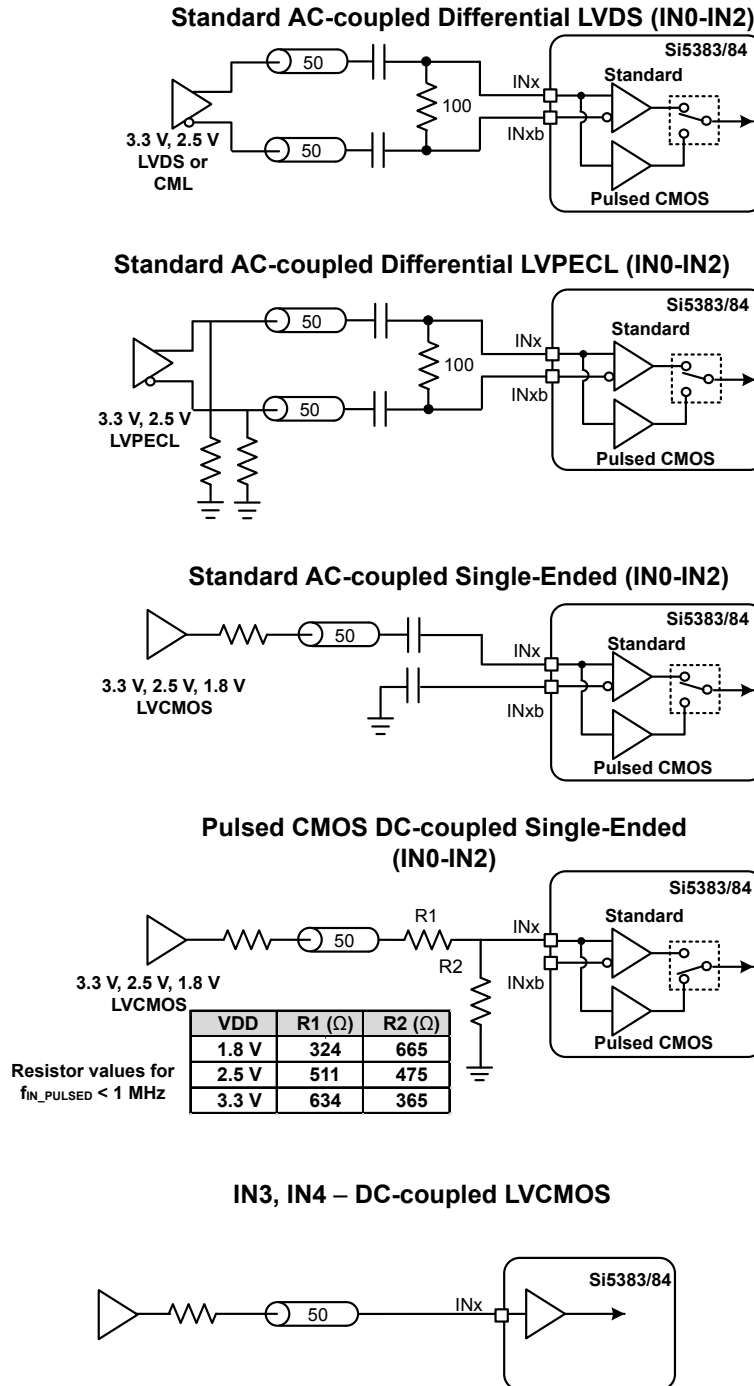 Standard AC-coupled Differential LVDS (IN0-IN2)
Si5383/84
50
INx
Standard
100
3.3 V, 2.5 V
LVDS or
CML
50
INxb
Pulsed CMOS
Standard AC-coupled Differential LVPECL (IN0-IN2)
Si5383/84
50
INx
Standard
100
3.3 V, 2.5 V
LVPECL
50
INxb
Pulsed CMOS
Standard AC-coupled Single-Ended (IN0-IN2)
Si5383/84
50
INx
Standard
3.3 V, 2.5 V, 1.8 V
LVCMOS
INxb
Pulsed CMOS
Pulsed CMOS DC-coupled Single-Ended
(IN0-IN2)
Si5383/84
50
R1
INx
Standard
R2
INxb
3.3 V, 2.5 V, 1.8 V
LVCMOS
Pulsed CMOS
Resistor values for
fIN_PULSED < 1 MHz
VDD R1 (Ω) R2 (Ω)
1.8 V 324 665
2.5 V 511 475
3.3 V 634 365
IN3, IN4 – DC-coupled LVCMOS
Si5383/84
50
INx